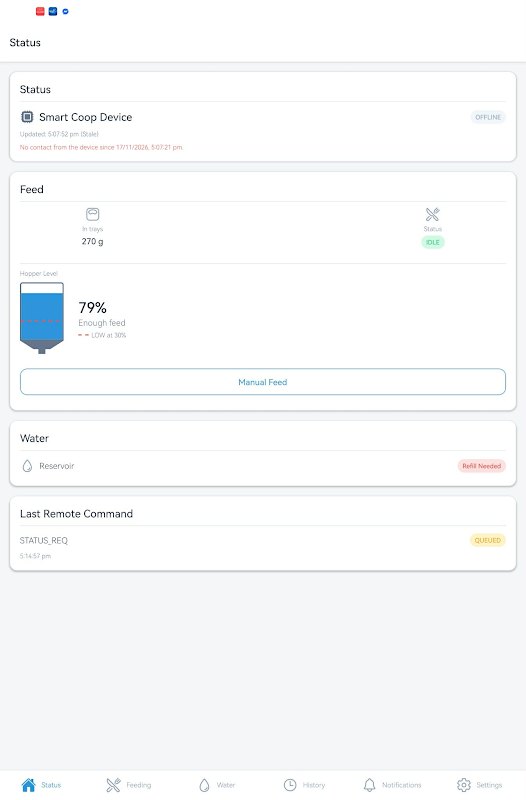 Status
Status
Smart Coop Device
OFFLINE
Updated: 5:07:52 pm (Stale)
No contact from the device since 17/11/2026, 5:07:21 pm
Feed
In trays
270 g
Status
IDLE
Hopper Level
79%
Enough feed
LOW at 30%
Manual Feed
Water
Reservoir
Refill Needed
Last Remote Command
STATUS_REQ
QUEUED
5:14:57 pm
Status
Feeding
Water
History
Notifications
Settings